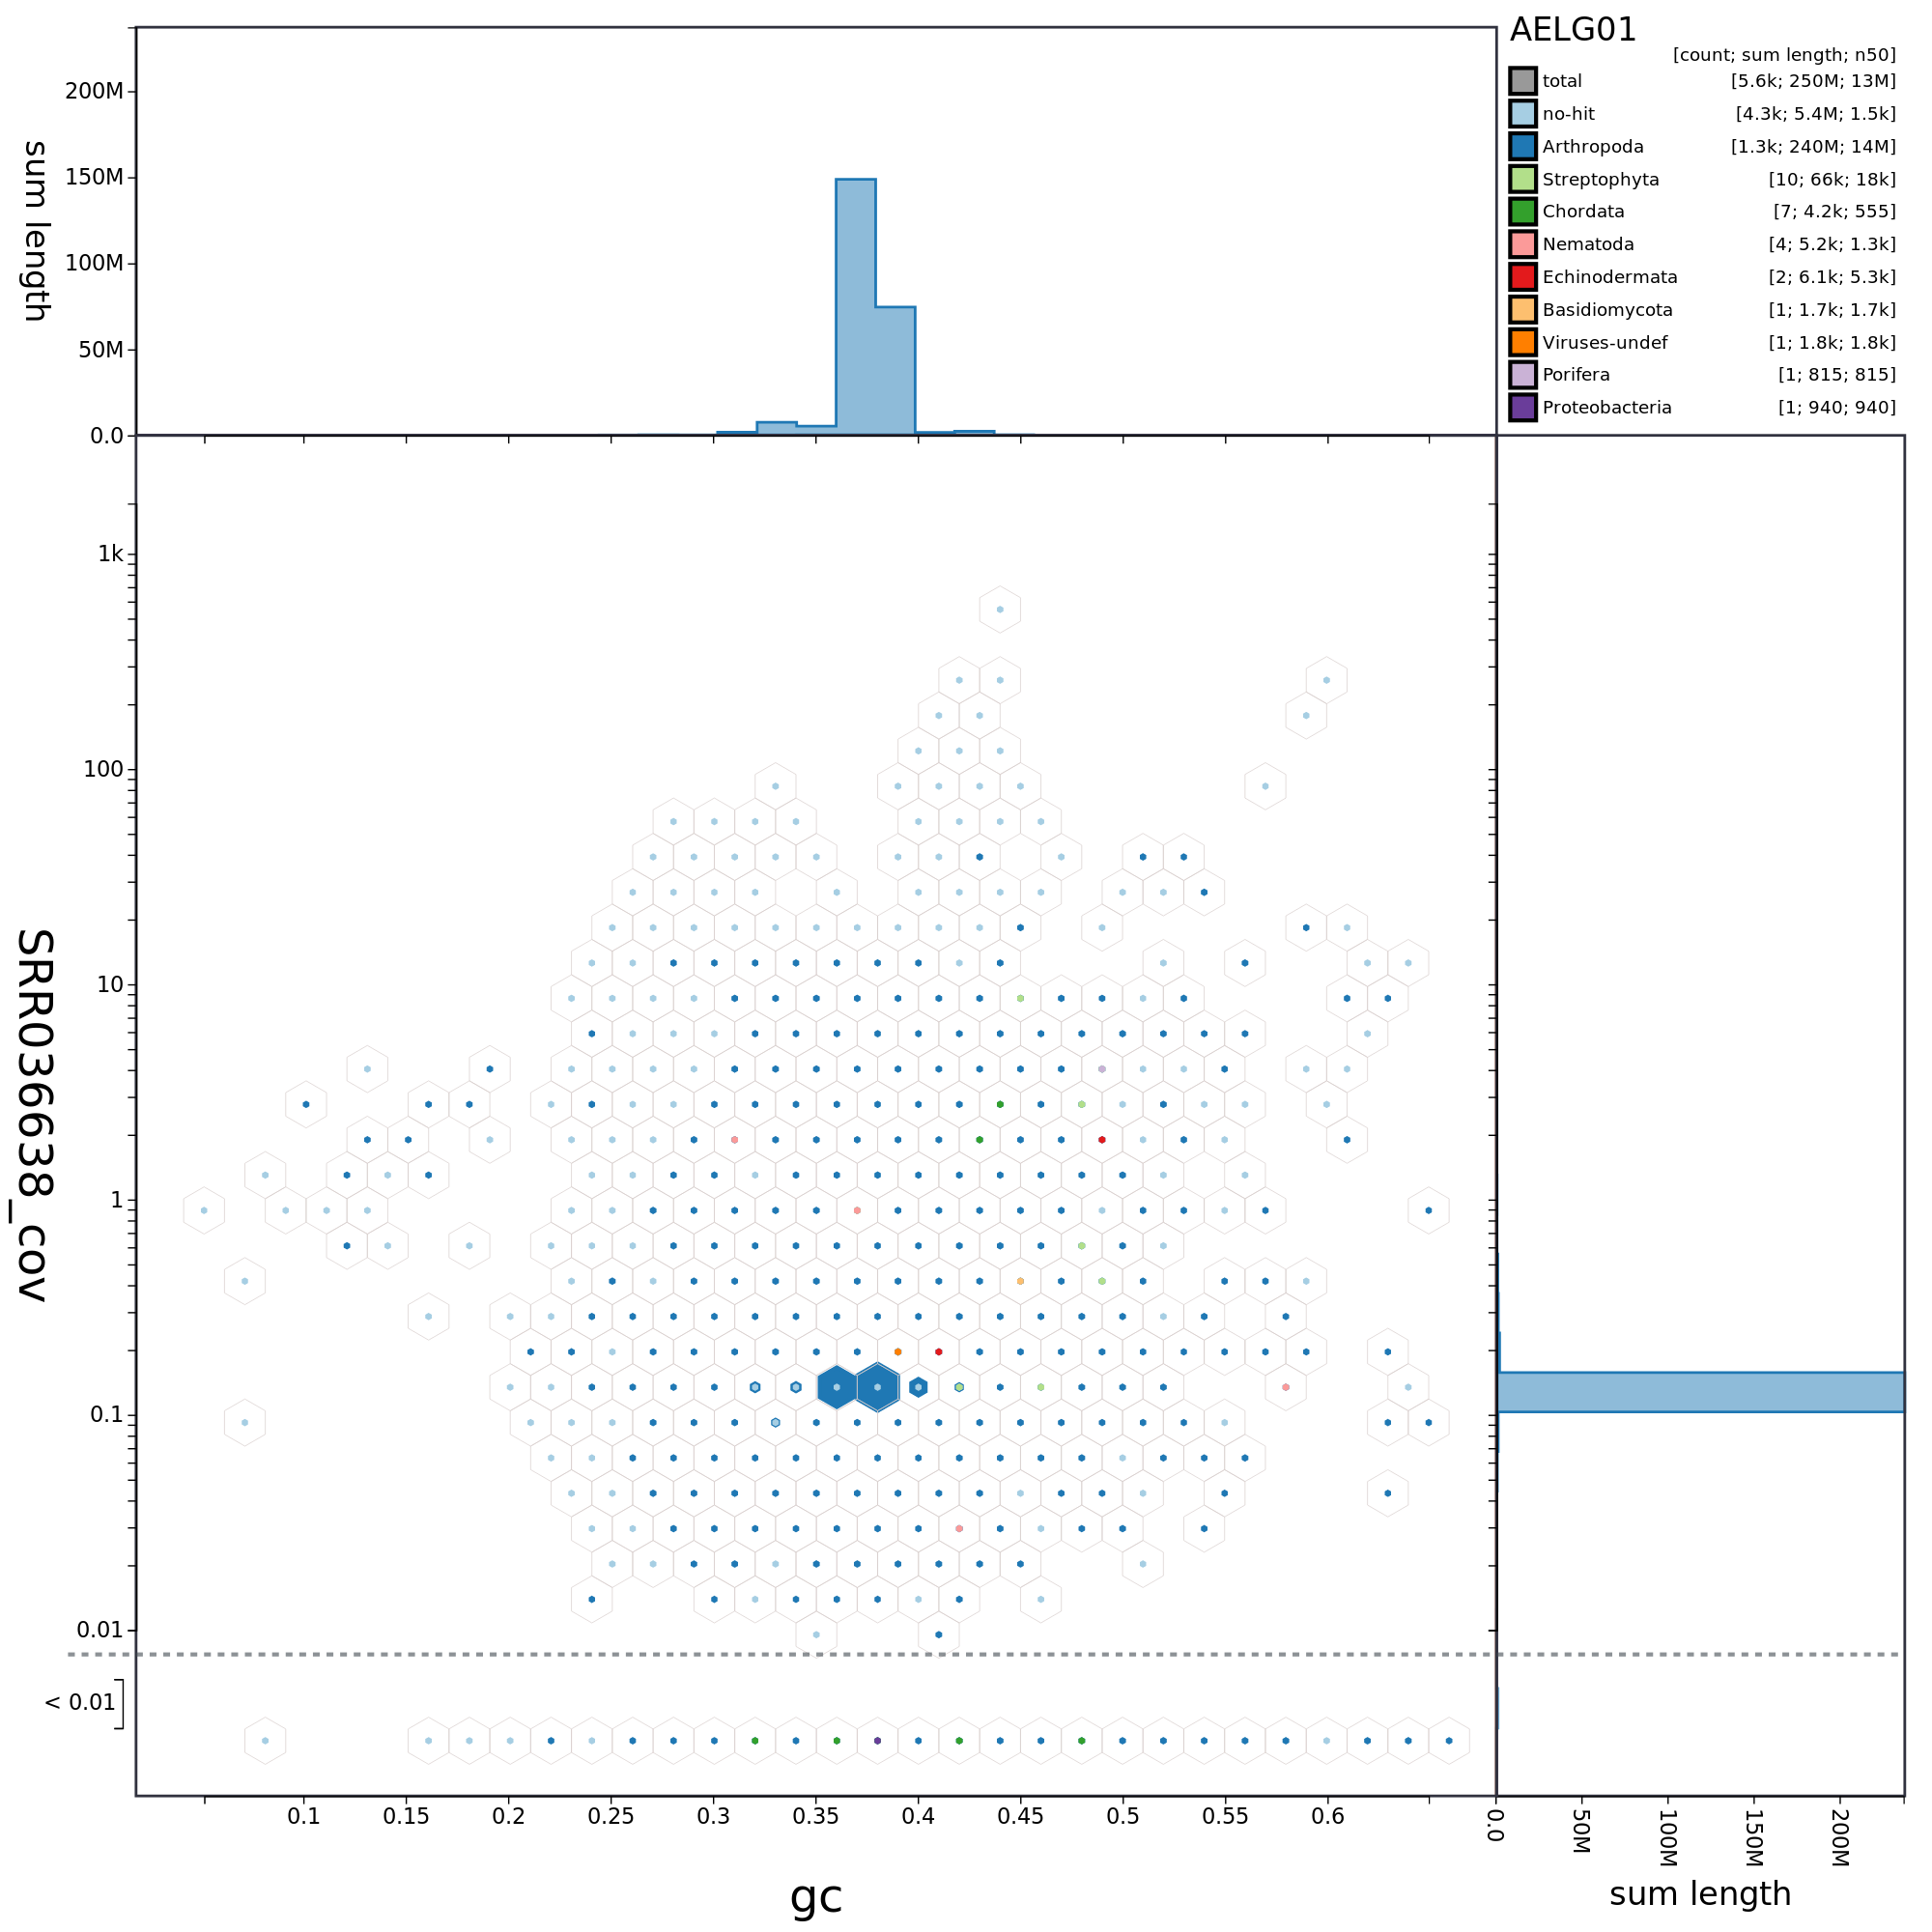 AELG01
[count; sum length; n50]
total [5.6k; 250M; 13M]
no-hit [4.3k; 5.4M; 1.5k]
Arthropoda [1.3k; 240M; 14M]
Streptophyta [10; 66k; 18k]
Chordata [7; 4.2k; 555]
Nematoda [4; 5.2k; 1.3k]
Echinodermata [2; 6.1k; 5.3k]
Basidiomycota [1; 1.7k; 1.7k]
Viruses-undef [1; 1.8k; 1.8k]
Porifera [1; 815; 815]
Proteobacteria [1; 940; 940]
sum length
200M
150M
100M
50M
0.0
SRR036638_cov
1k
100
10
1
0.1
0.01
< 0.01
0.1 0.15 0.2 0.25 0.3 0.35 0.4 0.45 0.5 0.55 0.6
gc
0.0 50M 100M 150M 200M
sum length